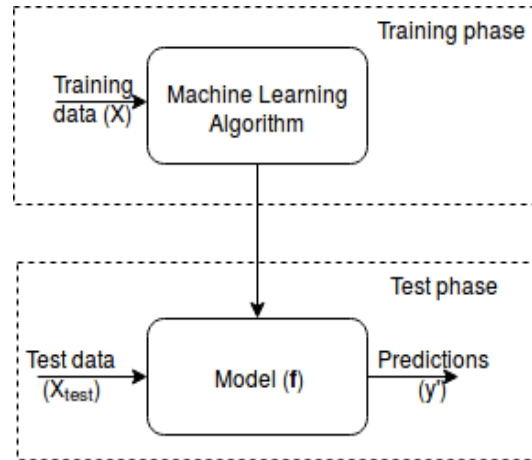 Training phase
Training
data (X)
Machine Learning
Algorithm
Test phase
Test data
(Xtest)
Model (f)
Predictions
(y')